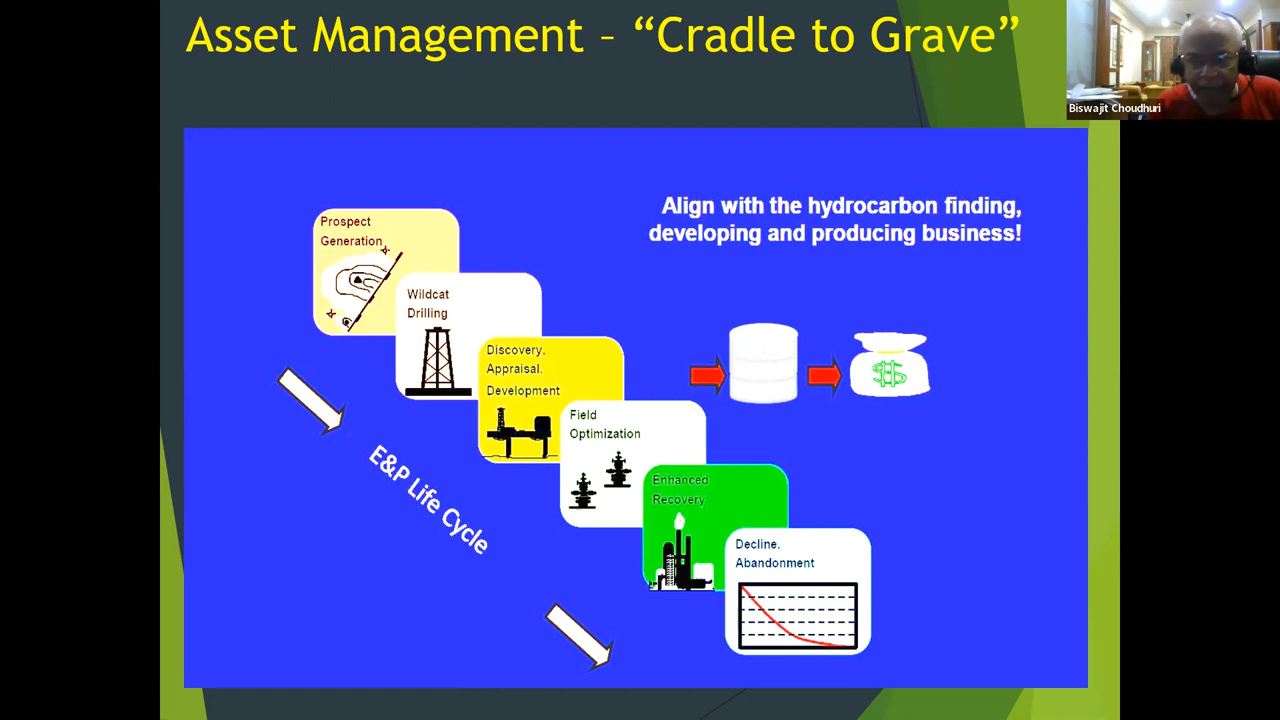 Asset Management – “Cradle to Grave”
Biswajit Choudhuri
Align with the hydrocarbon finding,
developing and producing business!
Prospect
Generation
Wildcat
Drilling
Discovery,
Appraisal,
Development
Field
Optimization
Enhanced
Recovery
Decline,
Abandonment
E&P Life Cycle
$